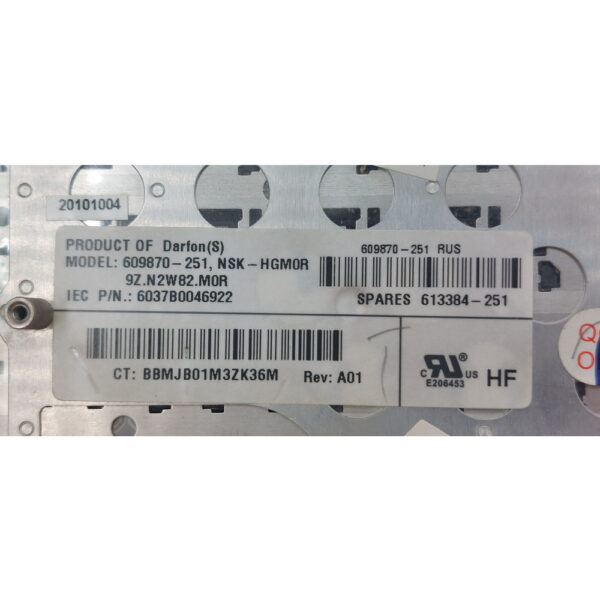 20101004
PRODUCT OF Darfon(S)
MODEL: 609870-251, NSK-HGM0R
9Z.N2W82.M0R
IEC P/N.: 6037B0046922
609870-251 RUS
SPARES 613384-251
CT: BBMJB01M3ZK36M Rev: A01
C RU US ®
E206453
HF
Q
O